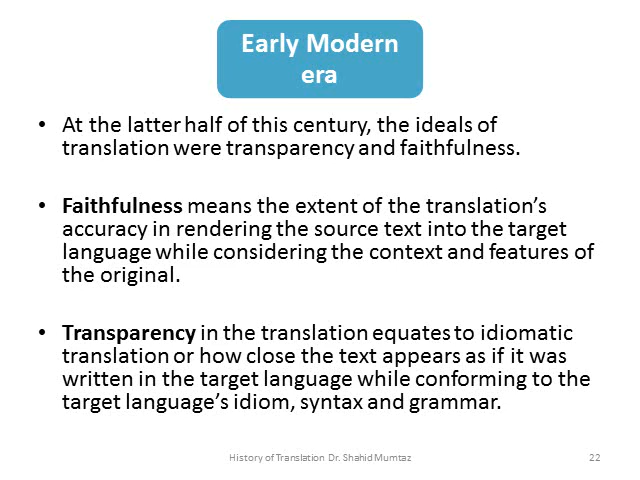 Early Modern
era
• At the latter half of this century, the ideals of
translation were transparency and faithfulness.
• Faithfulness means the extent of the translation's
accuracy in rendering the source text into the target
language while considering the context and features of
the original.
• Transparency in the translation equates to idiomatic
translation or how close the text appears as if it was
written in the target language while conforming to the
target language's idiom, syntax and grammar.
History of Translation Dr. Shahid Mumtaz
22